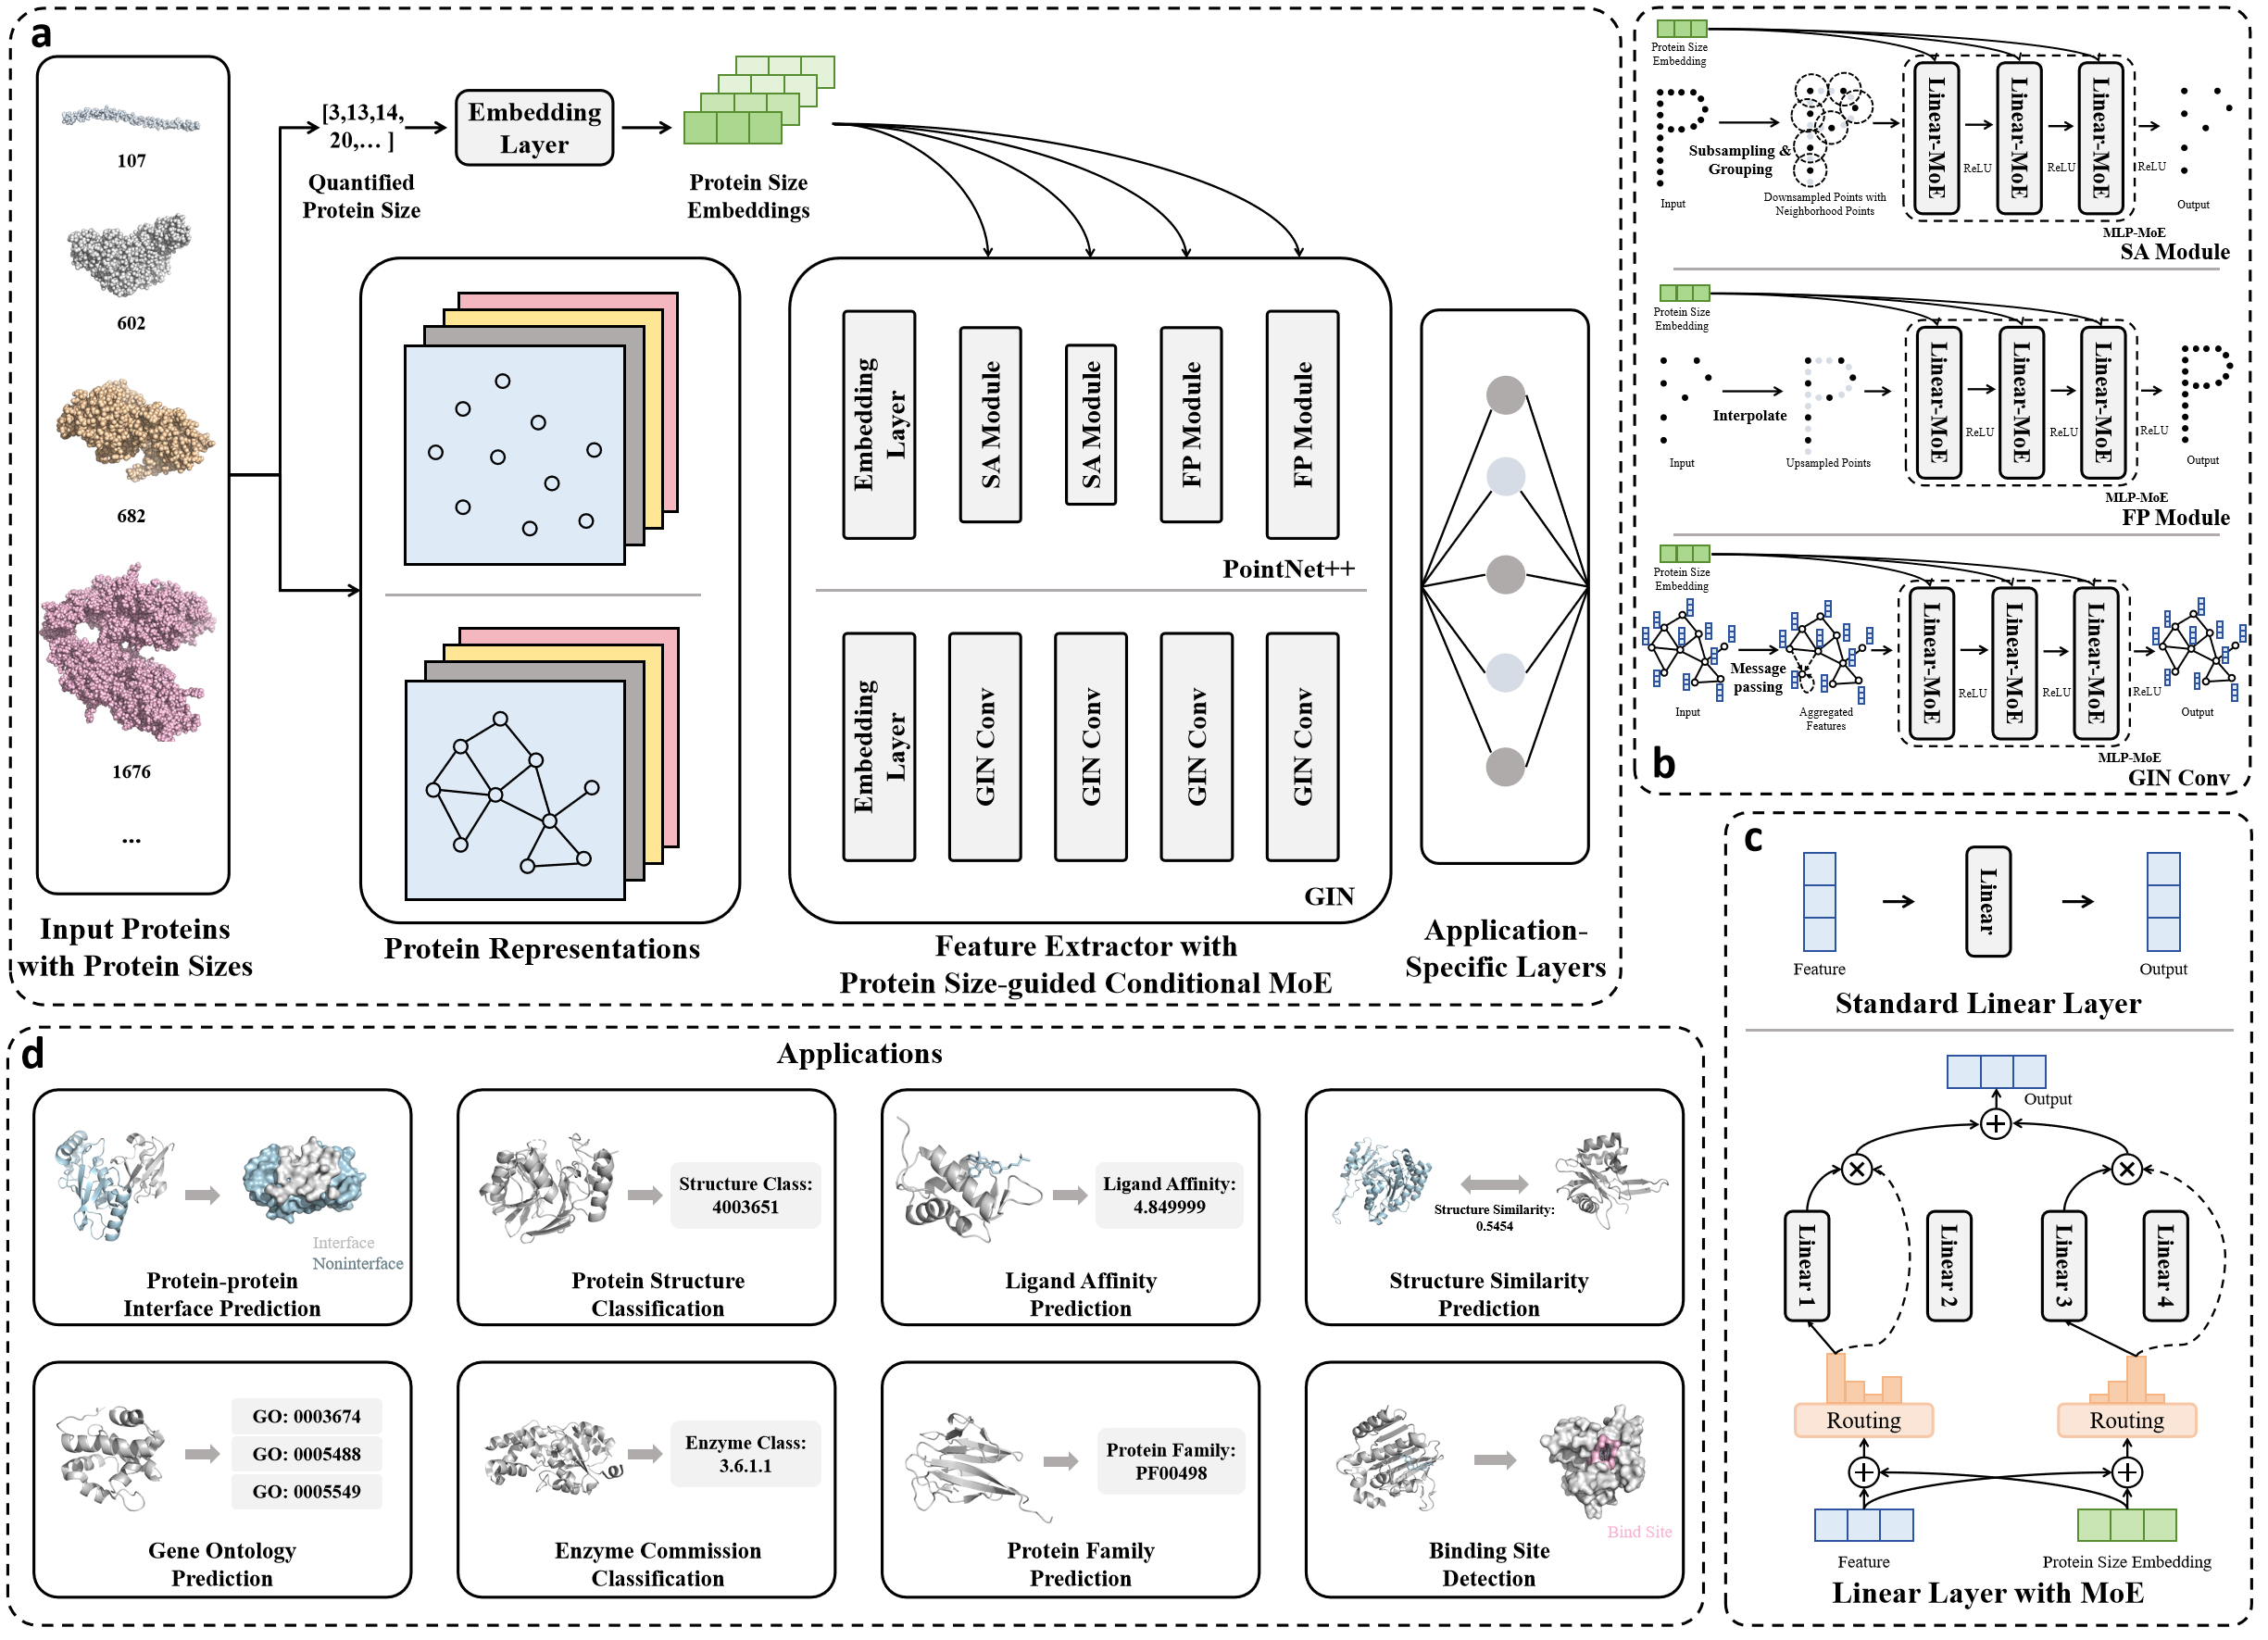 a
107
602
682
1676
...
Input Proteins
with Protein Sizes
[3,13,14,
20,... ]
Quantified
Protein Size
Embedding
Layer
Protein Size
Embeddings
Protein Representations
Embedding
Layer
SA Module
SA Module
FP Module
FP Module
PointNet++
Embedding
Layer
GIN Conv
GIN Conv
GIN Conv
GIN Conv
GIN
Feature Extractor with
Protein Size-guided Conditional MoE
Application-
Specific Layers
b
Protein Size
Embedding
Input
Subsampling &
Grouping
Downsampled Points with
Neighborhood Points
Linear-MoE
ReLU
Linear-MoE
ReLU
Linear-MoE
ReLU
Output
MLP-MoE
SA Module
Protein Size
Embedding
Input
Interpolate
Upsampled Points
Linear-MoE
ReLU
Linear-MoE
ReLU
Linear-MoE
ReLU
Output
MLP-MoE
FP Module
Protein Size
Embedding
Input
Message
passing
Aggregated
Features
Linear-MoE
ReLU
Linear-MoE
ReLU
Linear-MoE
ReLU
Output
MLP-MoE
GIN Conv
c
Feature
Linear
Output
Standard Linear Layer
Output
Linear 1
Linear 2
Linear 3
Linear 4
Routing
Routing
Feature
Protein Size Embedding
Linear Layer with MoE
d
Applications
Interface
Noninterface
Protein-protein
Interface Prediction
Structure Class:
4003651
Protein Structure
Classification
Ligand Affinity:
4.849999
Ligand Affinity
Prediction
Structure Similarity:
0.5454
Structure Similarity
Prediction
GO: 0003674
GO: 0005488
GO: 0005549
Gene Ontology
Prediction
Enzyme Class:
3.6.1.1
Enzyme Commission
Classification
Protein Family:
PF00498
Protein Family
Prediction
Bind Site
Binding Site
Detection